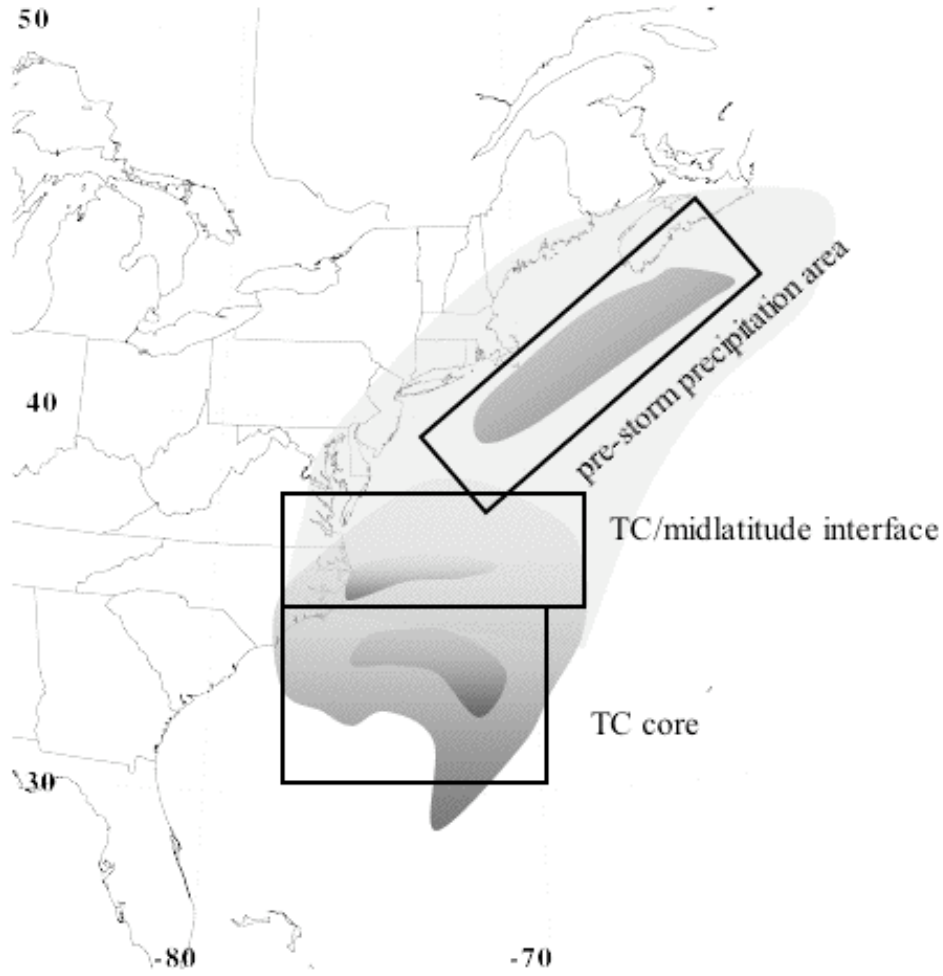 50
40
pre-storm precipitation area
TC/midlatitude interface
TC core
30
-80
-70